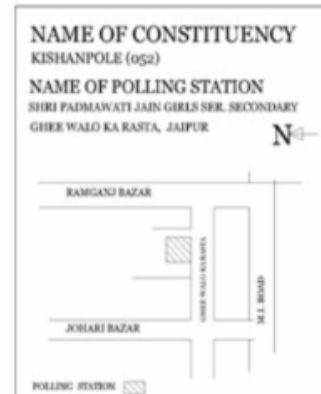 NAME OF CONSTITUENCY
KISHANPOLE (052)
NAME OF POLLING STATION
SHRI PADMAWATI JAIN GIRLS SER. SECONDARY
GHEE WALO KA RASTA, JAIPUR
N
RAMGANJ BAZAR
GHEE WALO KA RASTA
M.I. ROAD
JOHARI BAZAR
POLLING STATION